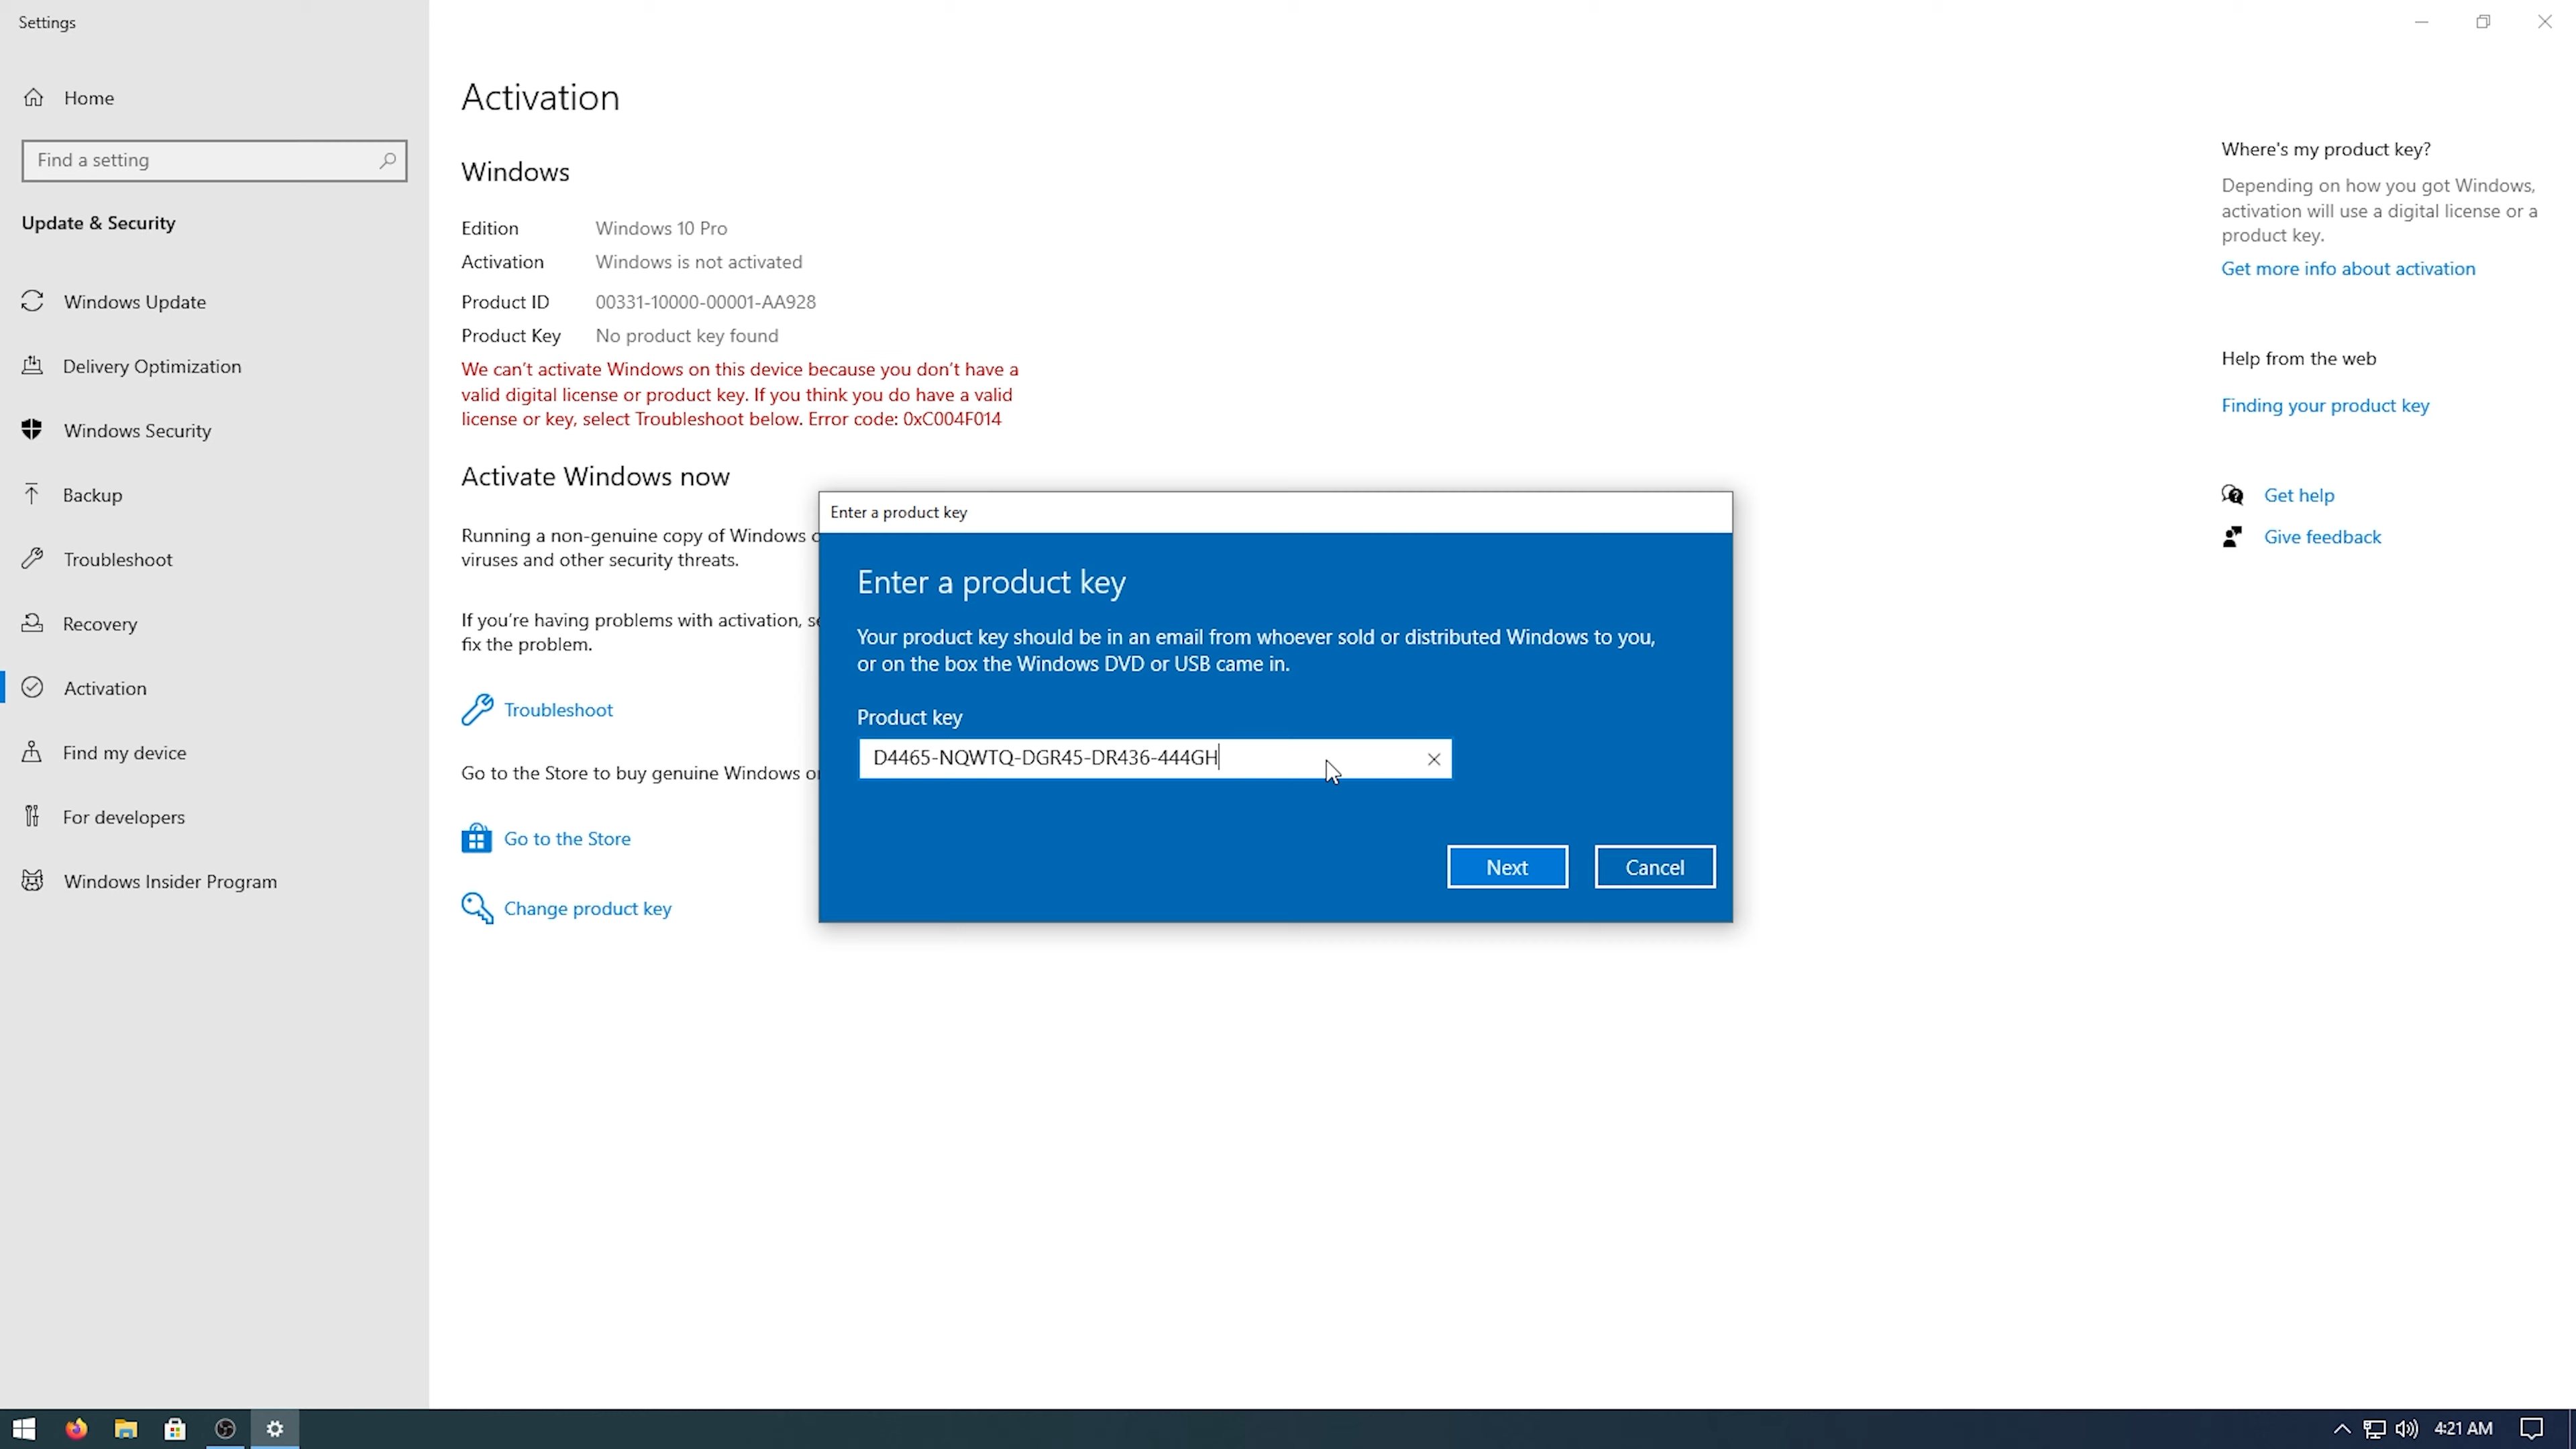 Settings
Home
Find a setting
Update & Security
Windows Update
Delivery Optimization
Windows Security
Backup
Troubleshoot
Recovery
Activation
Find my device
For developers
Windows Insider Program
Activation
Windows
Edition Windows 10 Pro
Activation Windows is not activated
Product ID 00331-10000-00001-AA928
Product Key No product key found
We can't activate Windows on this device because you don't have a
valid digital license or product key. If you think you do have a valid
license or key, select Troubleshoot below. Error code: 0xC004F014
Activate Windows now
Running a non-genuine copy of Windows
viruses and other security threats.
If you're having problems with activation,
fix the problem.
Troubleshoot
Go to the Store to buy genuine Windows
Go to the Store
Change product key
Enter a product key
Enter a product key
Your product key should be in an email from whoever sold or distributed Windows to you,
or on the box the Windows DVD or USB came in.
Product key
D4465-NQWTQ-DGR45-DR436-444GH
Next Cancel
Where's my product key?
Depending on how you got Windows,
activation will use a digital license or a
product key.
Get more info about activation
Help from the web
Finding your product key
Get help
Give feedback
4:21 AM